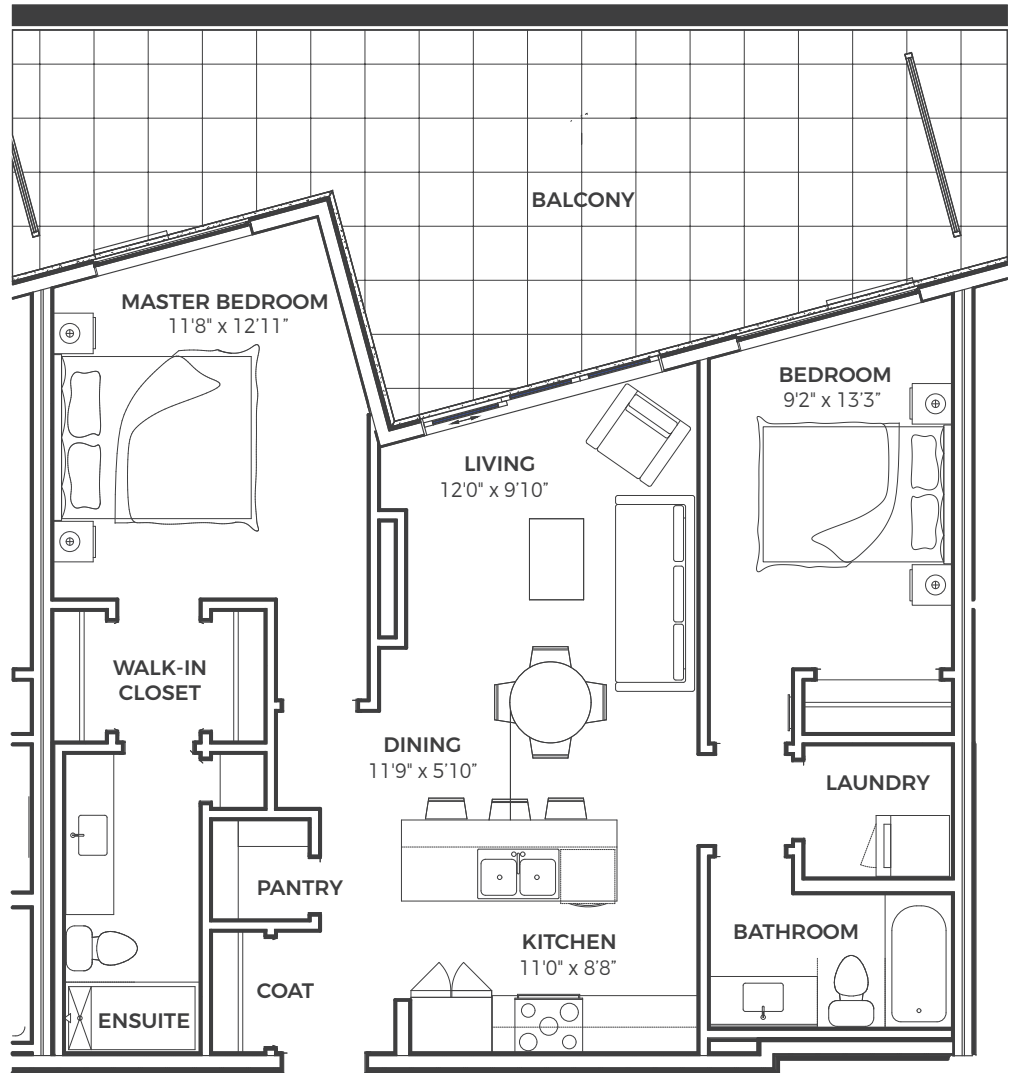 BALCONY
MASTER BEDROOM
11'8" x 12'11”
BEDROOM
9'2" x 13'3”
LIVING
12'0" x 9'10”
WALK-IN
CLOSET
DINING
11'9" x 5'10”
LAUNDRY
PANTRY
KITCHEN
11'0" x 8'8”
BATHROOM
COAT
ENSUITE